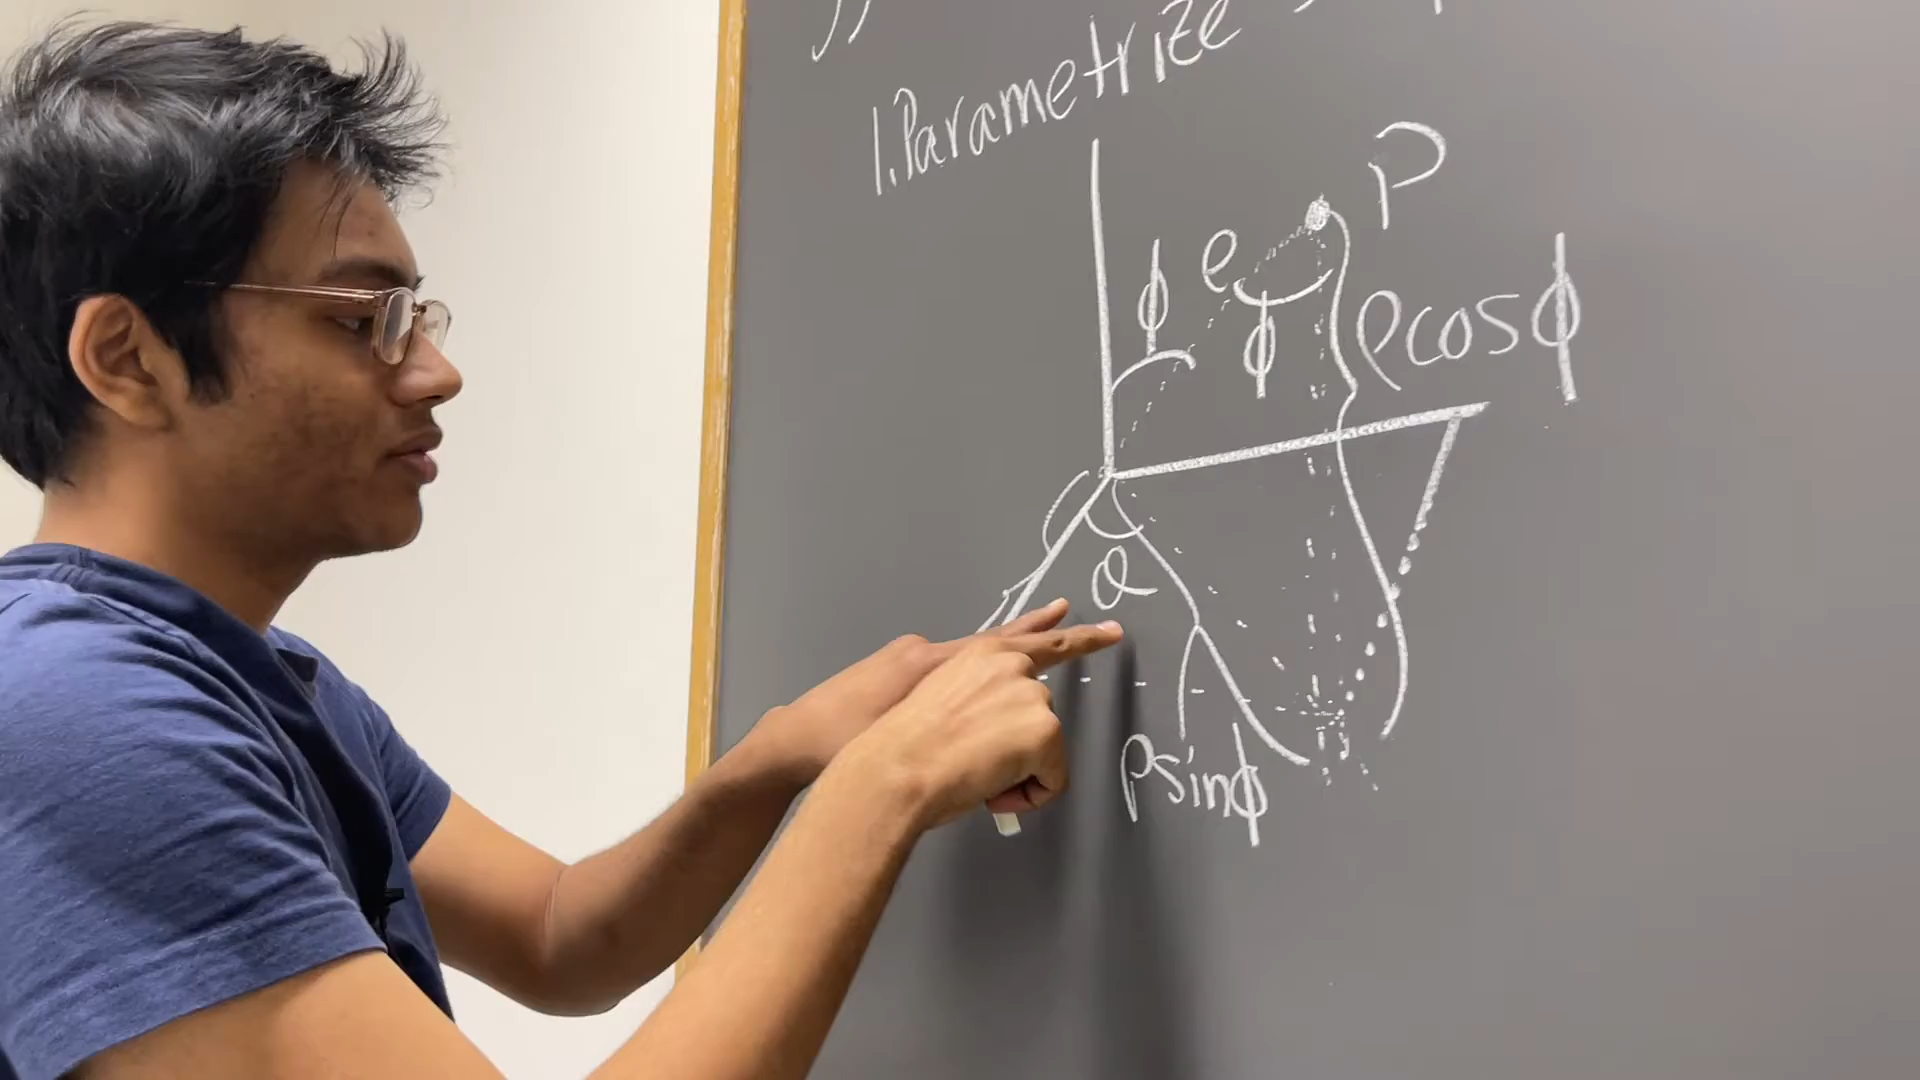 1. Parametrize
P
ρ
ϕ
ϕ
ρcosϕ
θ
ρsinϕ